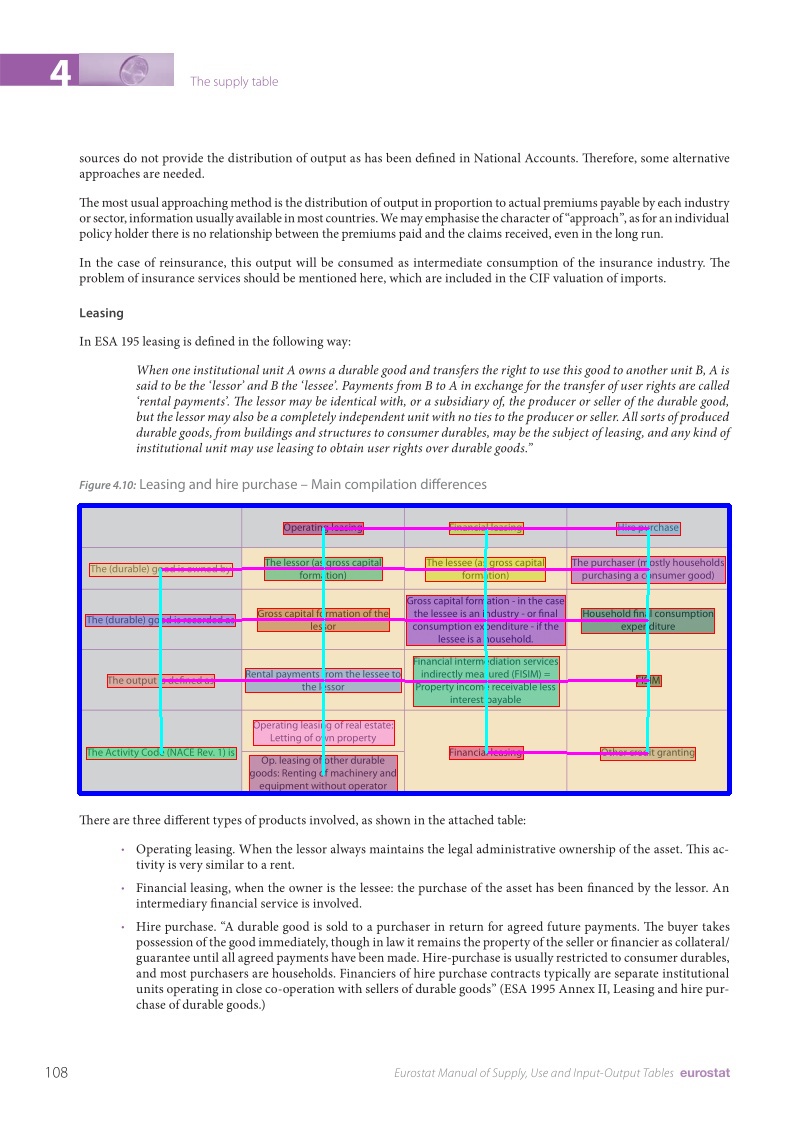 4
The supply table
sources do not provide the distribution of output as has been defined in National Accounts. Therefore, some alternative
approaches are needed.
The most usual approaching method is the distribution of output in proportion to actual premiums payable by each industry
or sector, information usually available in most countries. We may emphasise the character of “approach”, as for an individual
policy holder there is no relationship between the premiums paid and the claims received, even in the long run.
In the case of reinsurance, this output will be consumed as intermediate consumption of the insurance industry. The
problem of insurance services should be mentioned here, which are included in the CIF valuation of imports.
Leasing
In ESA 195 leasing is defined in the following way:
When one institutional unit A owns a durable good and transfers the right to use this good to another unit B, A is
said to be the ‘lessor’ and B the ‘lessee’. Payments from B to A in exchange for the transfer of user rights are called
‘rental payments’. The lessor may be identical with, or a subsidiary of, the producer or seller of the durable good,
but the lessor may also be a completely independent unit with no ties to the producer or seller. All sorts of produced
durable goods, from buildings and structures to consumer durables, may be the subject of leasing, and any kind of
institutional unit may use leasing to obtain user rights over durable goods.”
Figure 4.10: Leasing and hire purchase – Main compilation differences
Operating leasing
Financial leasing
Hire purchase
The (durable) good is owned by
The lessor (as gross capital
formation)
The lessee (as gross capital
formation)
The purchaser (mostly households
purchasing a consumer good)
The (durable) good is recorded as
Gross capital formation of the
lessor
Gross capital formation - in the case
the lessee is an industry - or final
consumption expenditure - if the
lessee is a household.
Household final consumption
expenditure
The output is defined as
Rental payments from the lessee to
the lessor
Financial intermediation services
indirectly measured (FISIM) =
Property income receivable less
interest payable
FISIM
The Activity Code (NACE Rev. 1) is
Operating leasing of real estate:
Letting of own property
Op. leasing of other durable
goods: Renting of machinery and
equipment without operator
Financial leasing
Other credit granting
There are three different types of products involved, as shown in the attached table:
• Operating leasing. When the lessor always maintains the legal administrative ownership of the asset. This ac-
tivity is very similar to a rent.
• Financial leasing, when the owner is the lessee: the purchase of the asset has been financed by the lessor. An
intermediary financial service is involved.
• Hire purchase. “A durable good is sold to a purchaser in return for agreed future payments. The buyer takes
possession of the good immediately, though in law it remains the property of the seller or financier as collateral/
guarantee until all agreed payments have been made. Hire-purchase is usually restricted to consumer durables,
and most purchasers are households. Financiers of hire purchase contracts typically are separate institutional
units operating in close co-operation with sellers of durable goods” (ESA 1995 Annex II, Leasing and hire pur-
chase of durable goods.)
108
Eurostat Manual of Supply, Use and Input-Output Tables eurostat